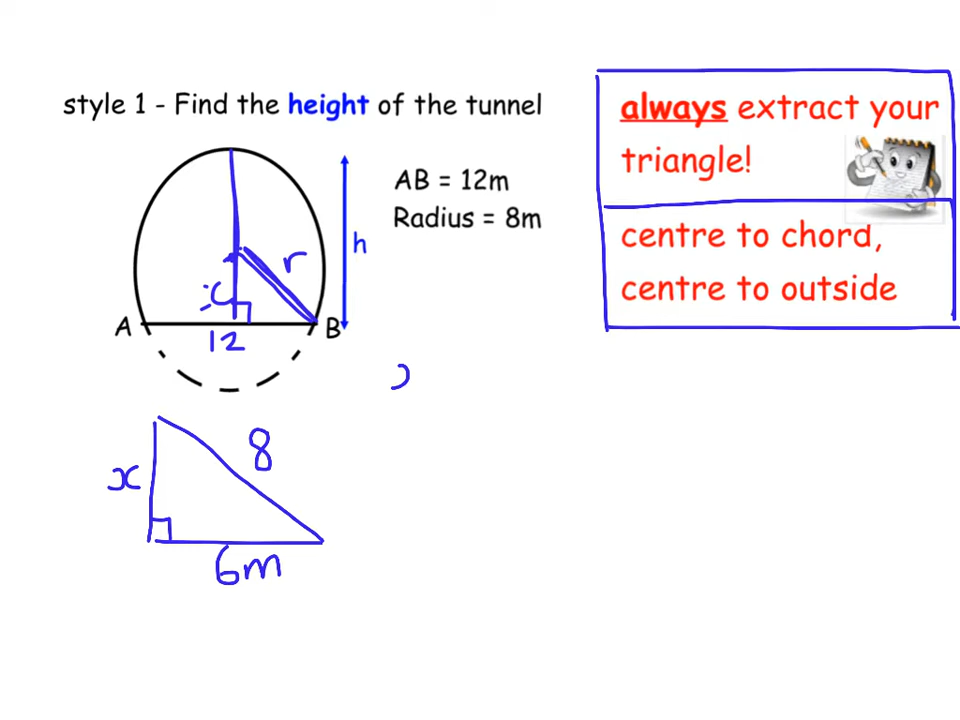 style 1 - Find the height of the tunnel
always extract your
triangle!
centre to chord,
centre to outside
AB = 12m
Radius = 8m
h
r
A
B
12
x
8
6m